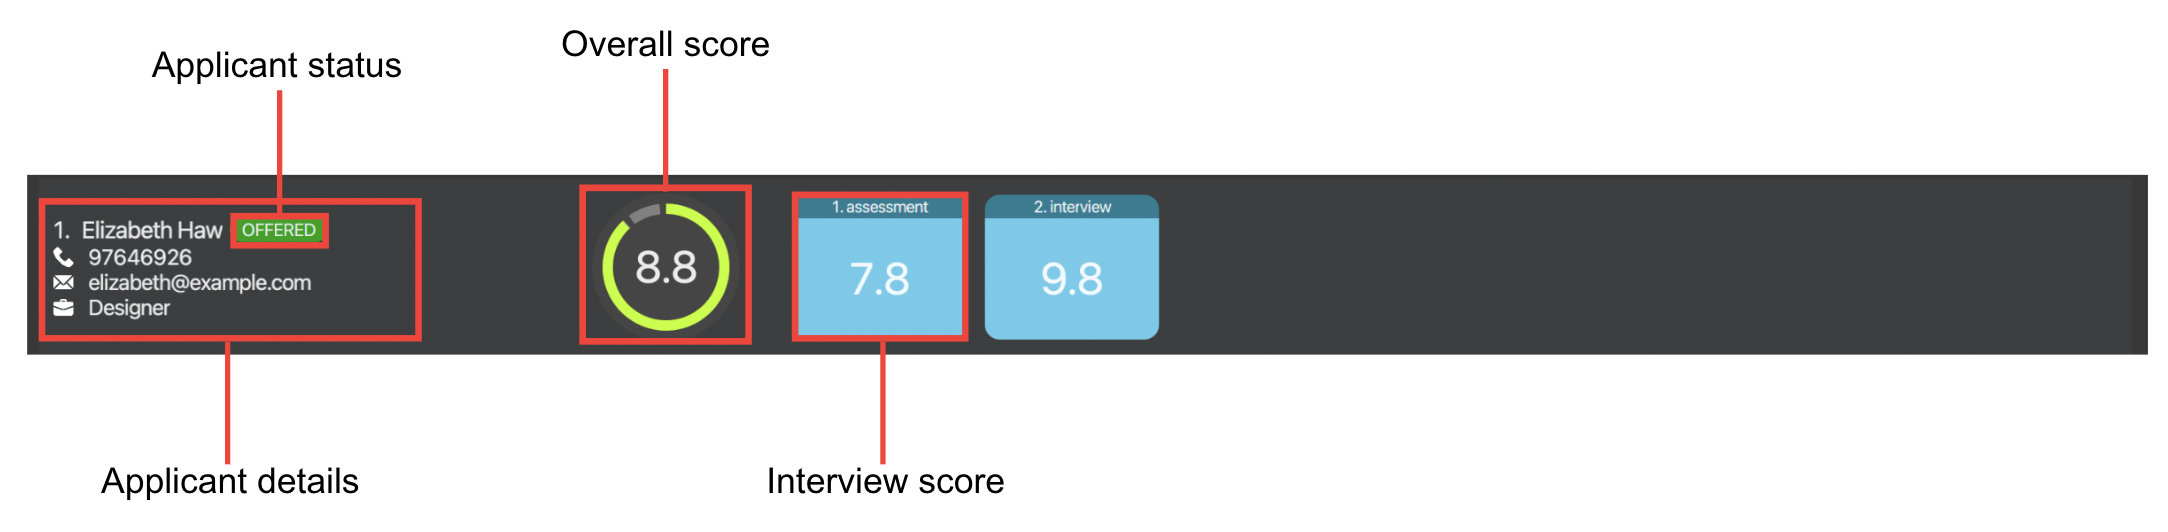 Overall score
Applicant status
1. Elizabeth Haw OFFERED
97646926
elizabeth@example.com
Designer
8.8
1. assessment
7.8
2. interview
9.8
Applicant details
Interview score